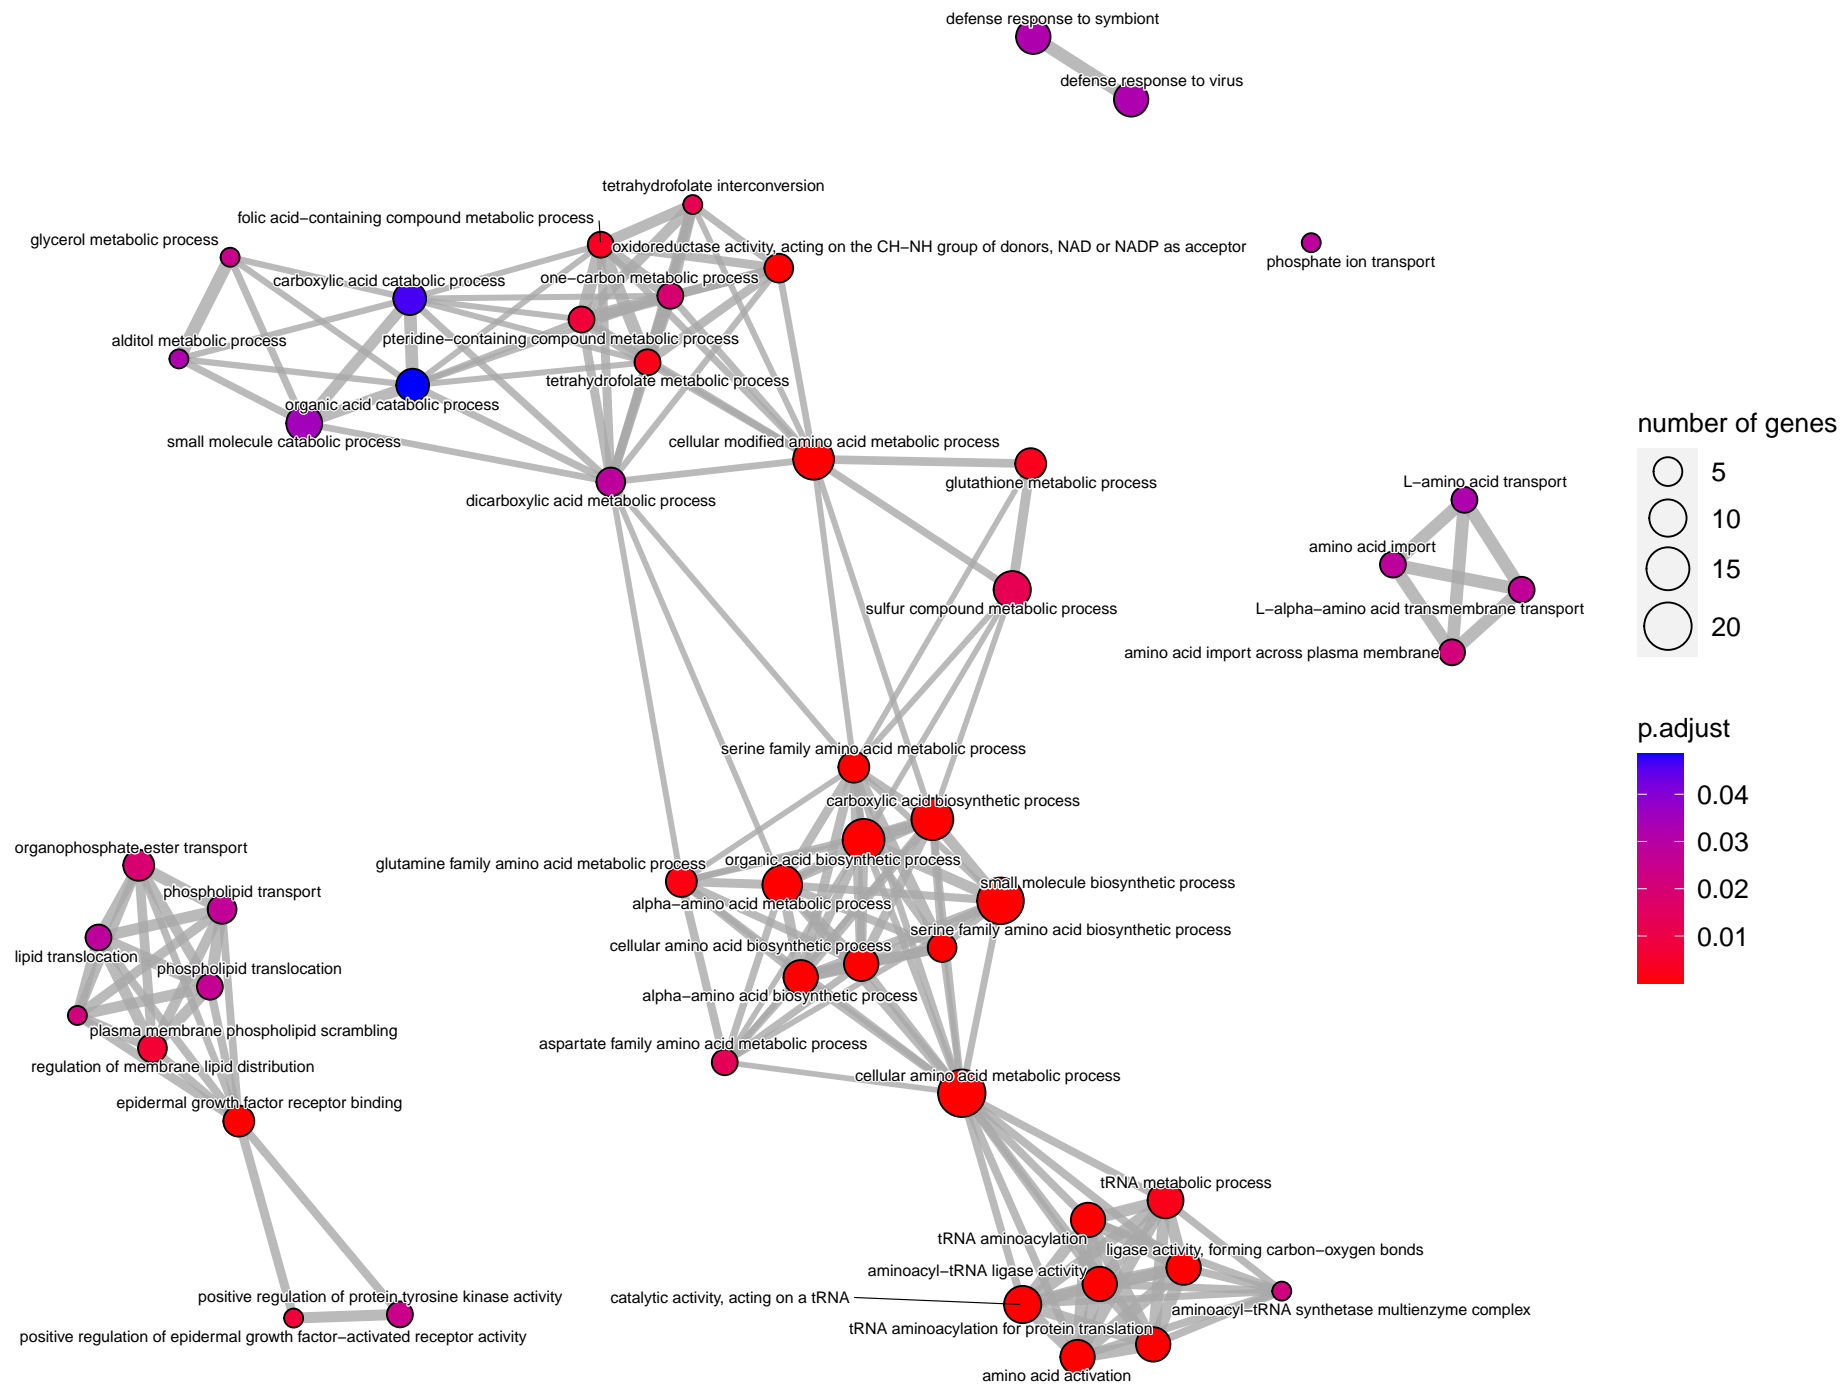 defense response to symbiont
defense response to virus
tetrahydrofolate interconversion
folic acid−containing compound metabolic process
glycerol metabolic process
oxidoreductase activity, acting on the CH−NH group of donors, NAD or NADP as acceptor
phosphate ion transport
carboxylic acid catabolic process
one−carbon metabolic process
alditol metabolic process
pteridine−containing compound metabolic process
tetrahydrofolate metabolic process
organic acid catabolic process
small molecule catabolic process
cellular modified amino acid metabolic process
glutathione metabolic process
dicarboxylic acid metabolic process
number of genes
5
10
15
20
L−amino acid transport
amino acid import
L−alpha−amino acid transmembrane transport
amino acid import across plasma membrane
sulfur compound metabolic process
p.adjust
0.04
0.03
0.02
0.01
serine family amino acid metabolic process
carboxylic acid biosynthetic process
organic acid biosynthetic process
glutamine family amino acid metabolic process
small molecule biosynthetic process
alpha−amino acid metabolic process
serine family amino acid biosynthetic process
cellular amino acid biosynthetic process
alpha−amino acid biosynthetic process
aspartate family amino acid metabolic process
cellular amino acid metabolic process
organophosphate ester transport
phospholipid transport
lipid translocation
phospholipid translocation
plasma membrane phospholipid scrambling
regulation of membrane lipid distribution
epidermal growth factor receptor binding
positive regulation of protein tyrosine kinase activity
positive regulation of epidermal growth factor−activated receptor activity
tRNA metabolic process
tRNA aminoacylation
ligase activity, forming carbon−oxygen bonds
aminoacyl−tRNA ligase activity
catalytic activity, acting on a tRNA
aminoacyl−tRNA synthetase multienzyme complex
tRNA aminoacylation for protein translation
amino acid activation